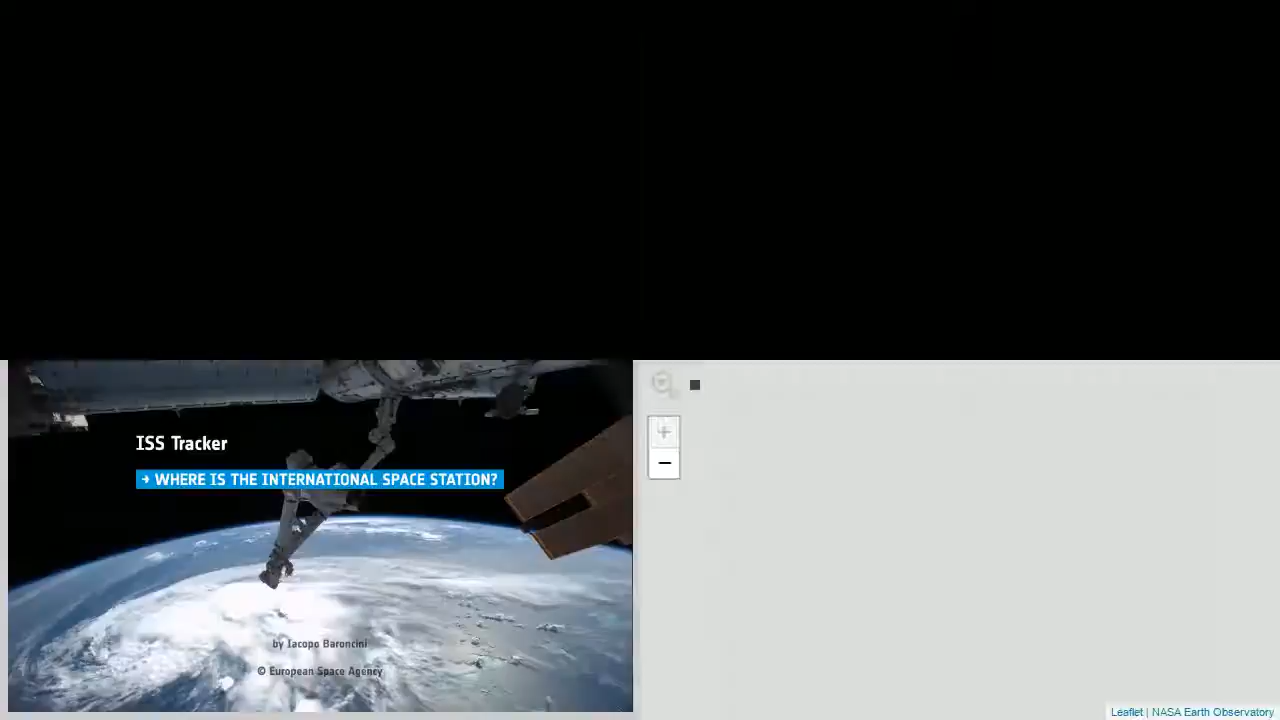 ISS Tracker
➔ WHERE IS THE INTERNATIONAL SPACE STATION?
by Iacopo Baroncini
© European Space Agency
+
−
Leaflet | NASA Earth Observatory